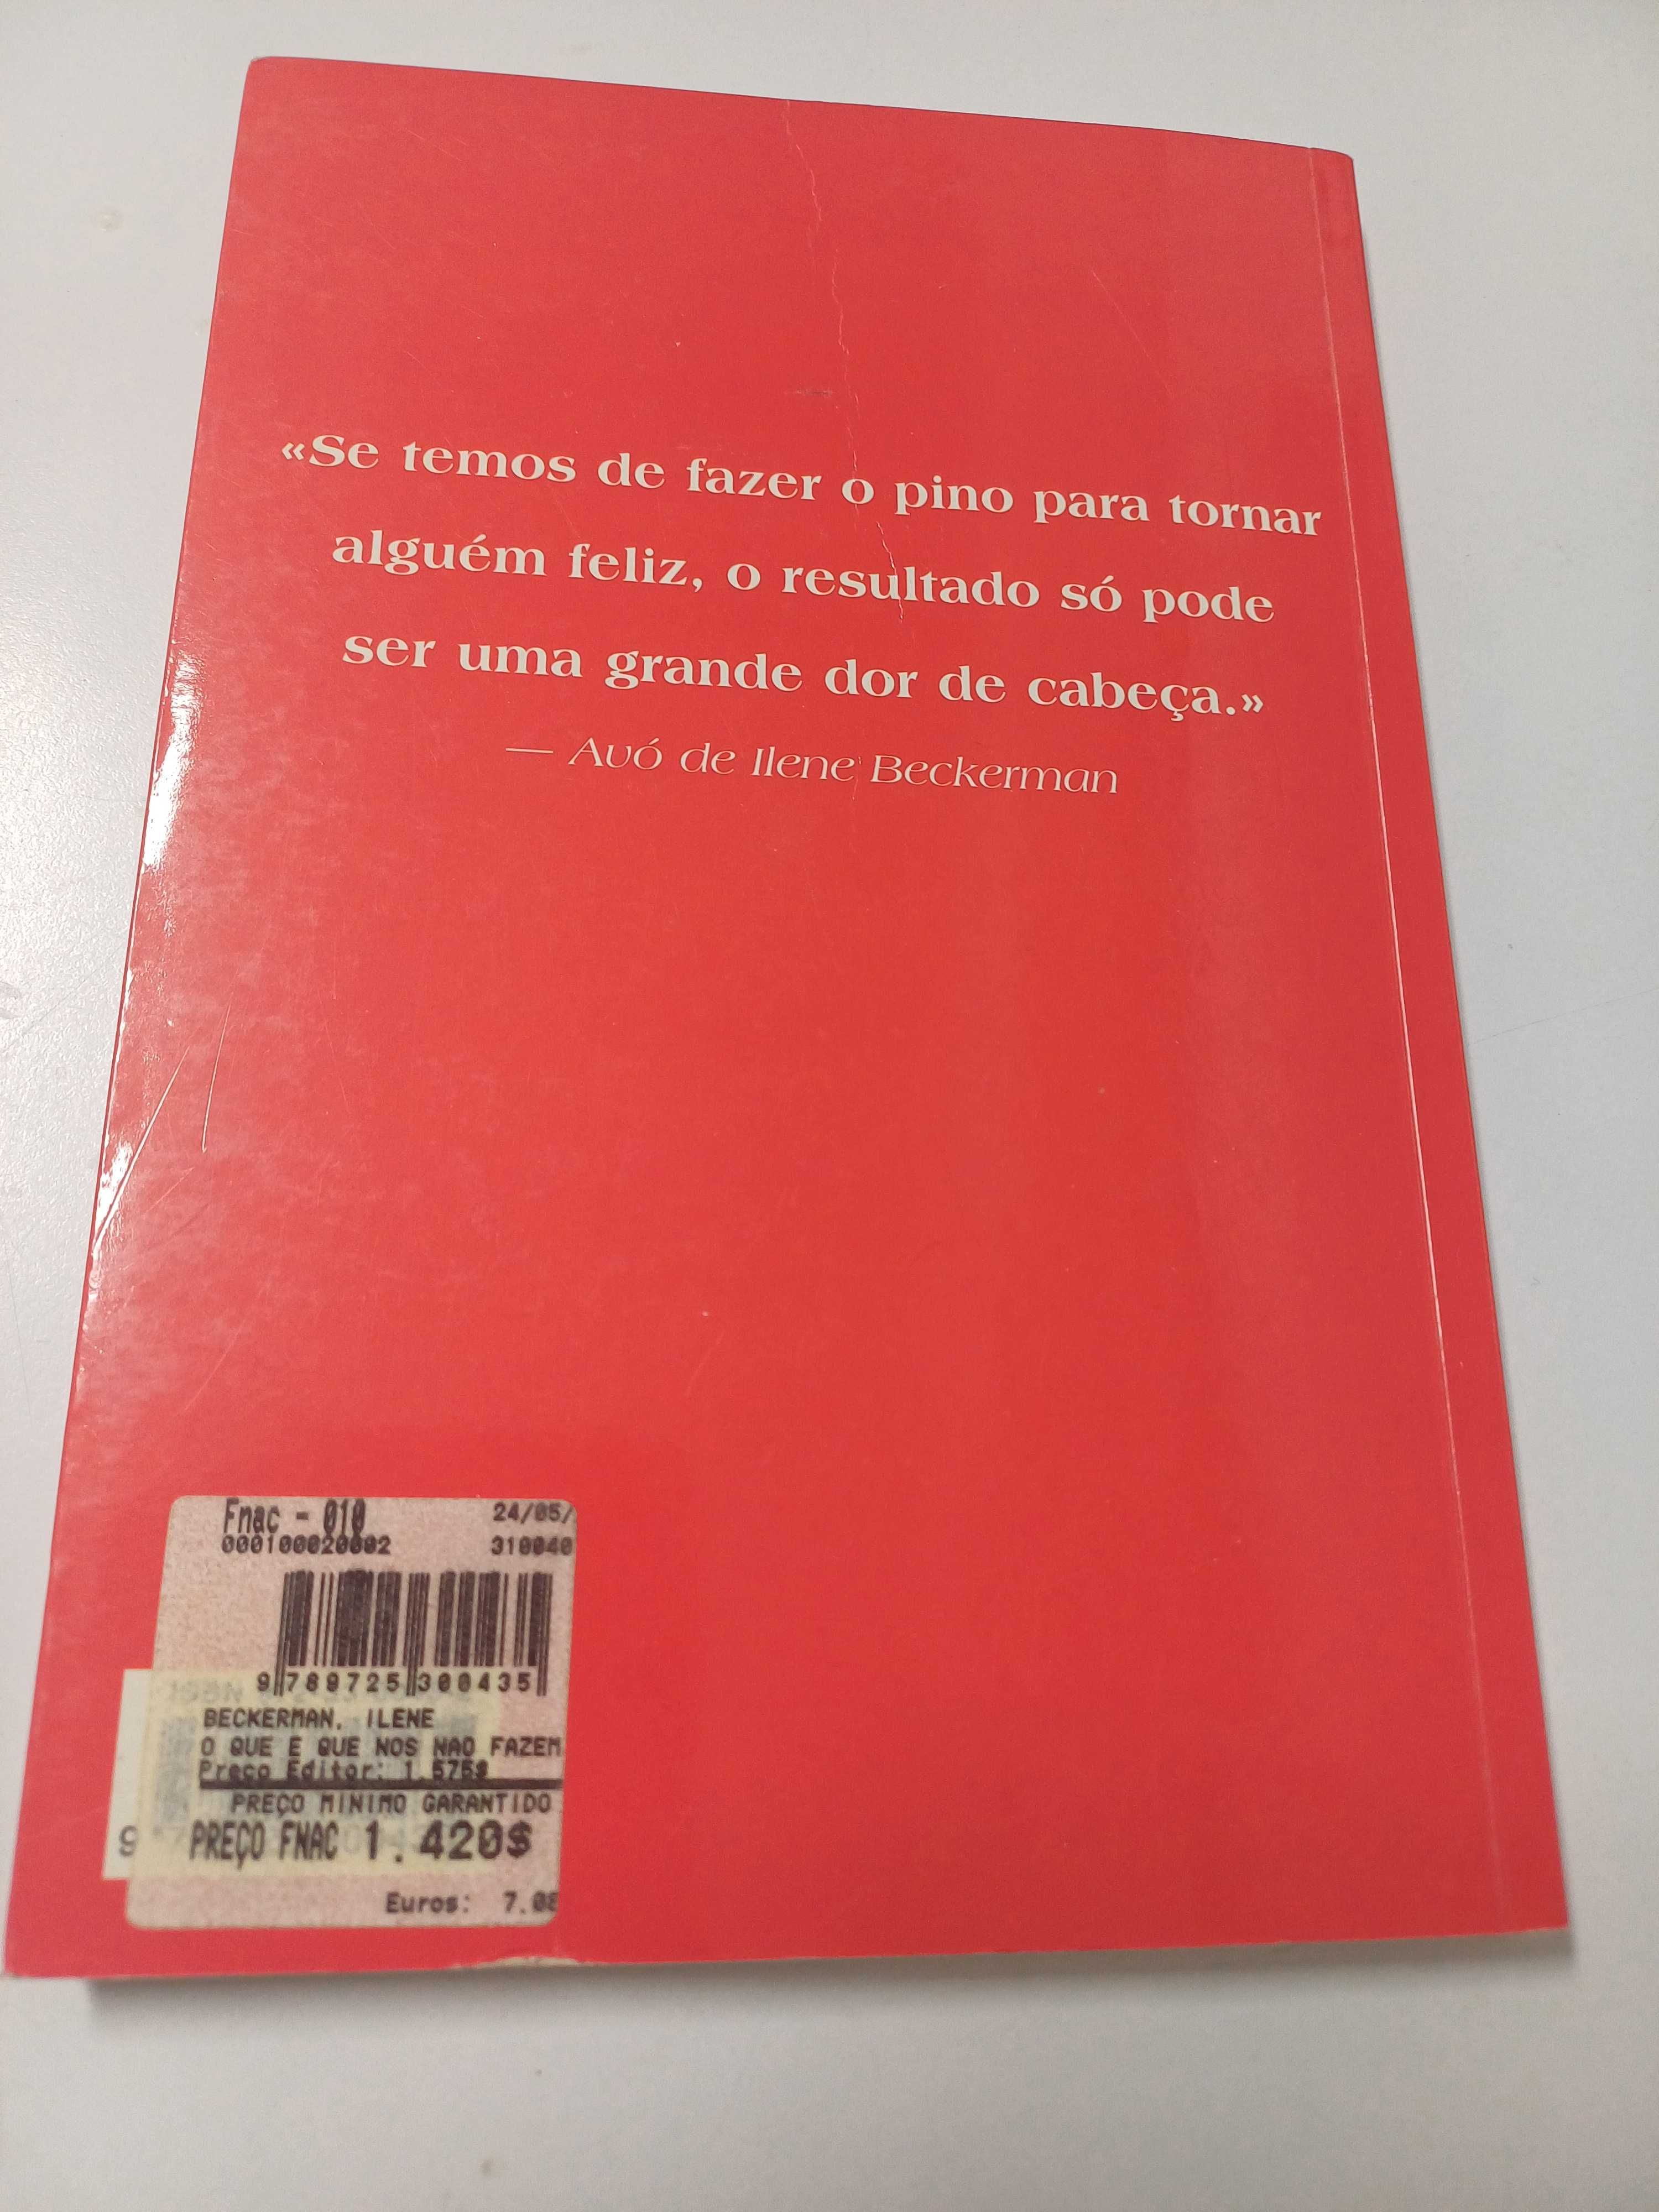 «Se temos de fazer o pino para tornar
alguém feliz, o resultado só pode
ser uma grande dor de cabeça.»
— Avó de Ilene Beckerman
Fnac - 010 24/05/
000100020002 310040
9 789725 300435
BECKERMAN, ILENE
O QUE E QUE NOS NAO FAZEM
Preço Editor: 1.575$
PREÇO MINIMO GARANTIDO
PREÇO FNAC 1.420$
Euros: 7.08
ISBN
9